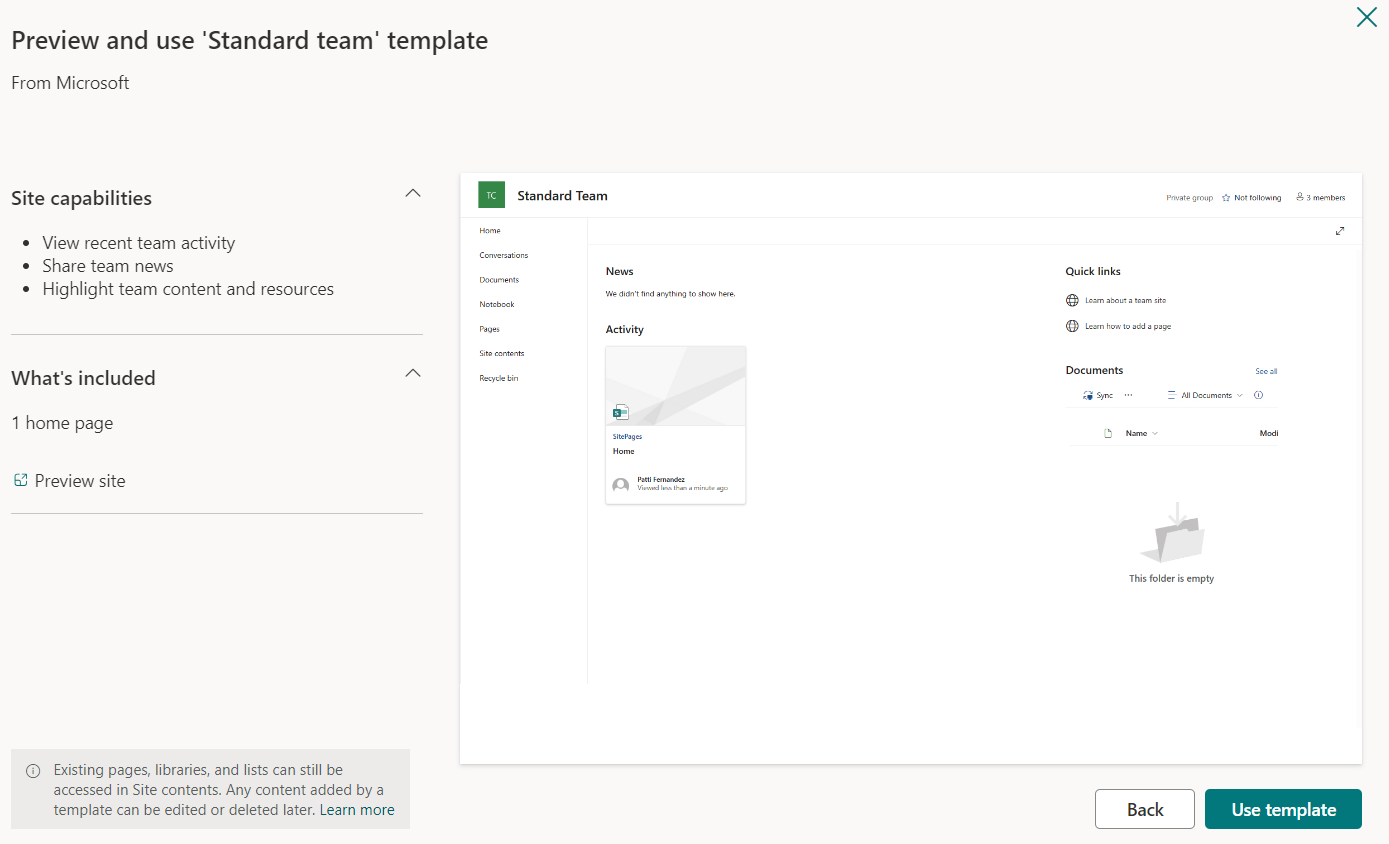 Preview and use 'Standard team' template
From Microsoft
Site capabilities
View recent team activity
Share team news
Highlight team content and resources
What's included
1 home page
Preview site
Existing pages, libraries, and lists can still be
accessed in Site contents. Any content added by a
template can be edited or deleted later. Learn more
TC
Standard Team
Private group
Not following
3 members
Home
Conversations
Documents
Notebook
Pages
Site contents
Recycle bin
News
We didn't find anything to show here.
Activity
SitePages
Home
Patti Fernandez
Viewed less than a minute ago
Quick links
Learn about a team site
Learn how to add a page
Documents
See all
Sync
All Documents
Name
Modi
This folder is empty
Back
Use template